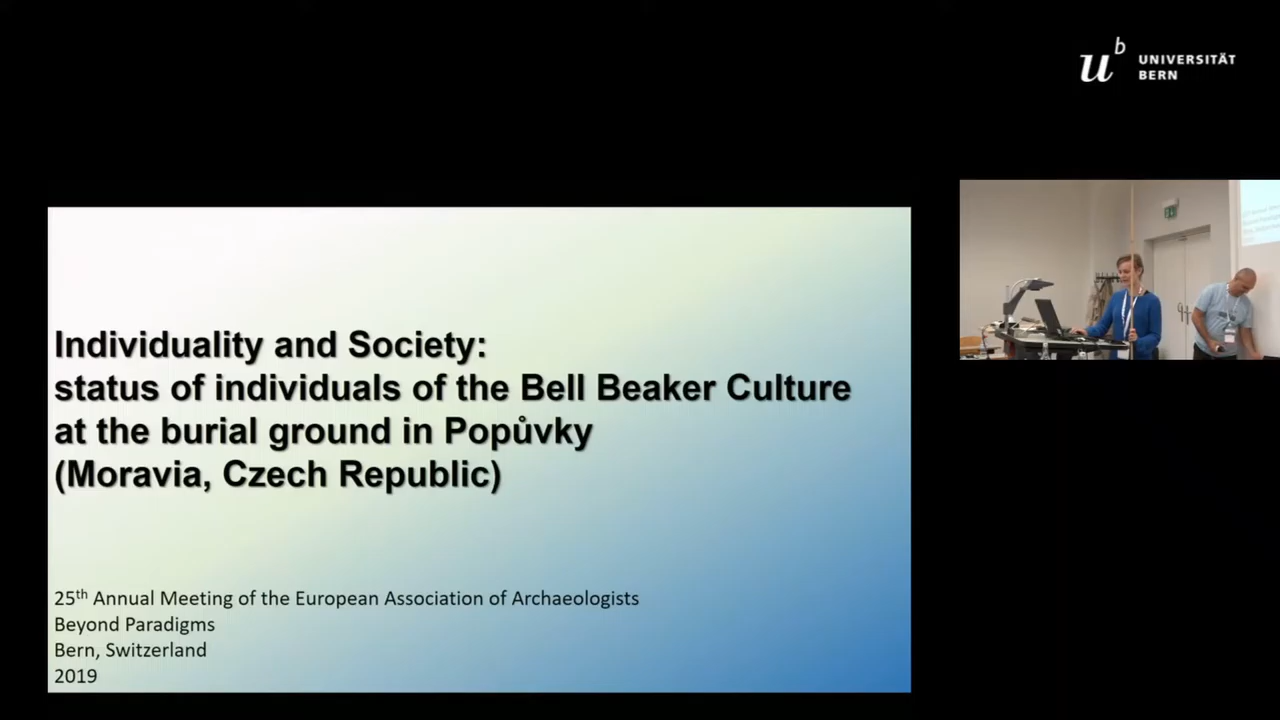 u^b
UNIVERSITÄT
BERN
Individuality and Society:
status of individuals of the Bell Beaker Culture
at the burial ground in Popůvky
(Moravia, Czech Republic)
25th Annual Meeting of the European Association of Archaeologists
Beyond Paradigms
Bern, Switzerland
2019